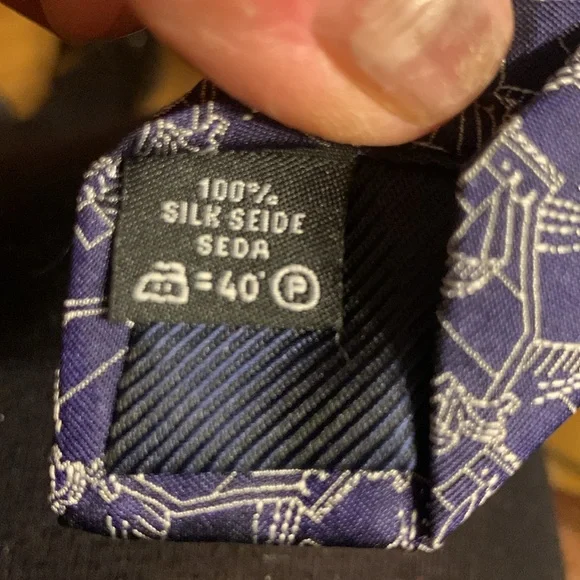 100%
SILK SEIDE
SEDA
= 40° P